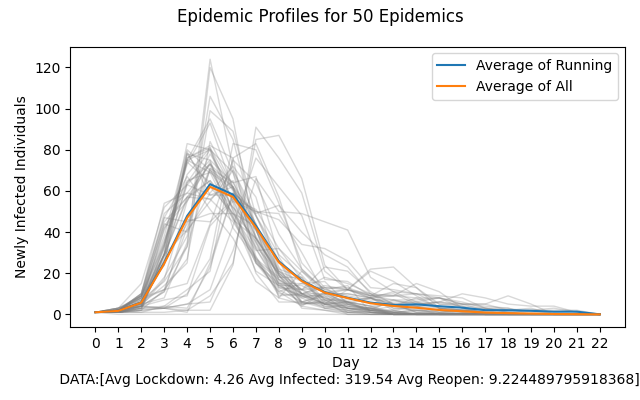 Epidemic Profiles for 50 Epidemics
Newly Infected Individuals
120
100
80
60
40
20
0
Average of Running
Average of All
0 1 2 3 4 5 6 7 8 9 10 11 12 13 14 15 16 17 18 19 20 21 22
Day
DATA:[Avg Lockdown: 4.26 Avg Infected: 319.54 Avg Reopen: 9.224489795918368]